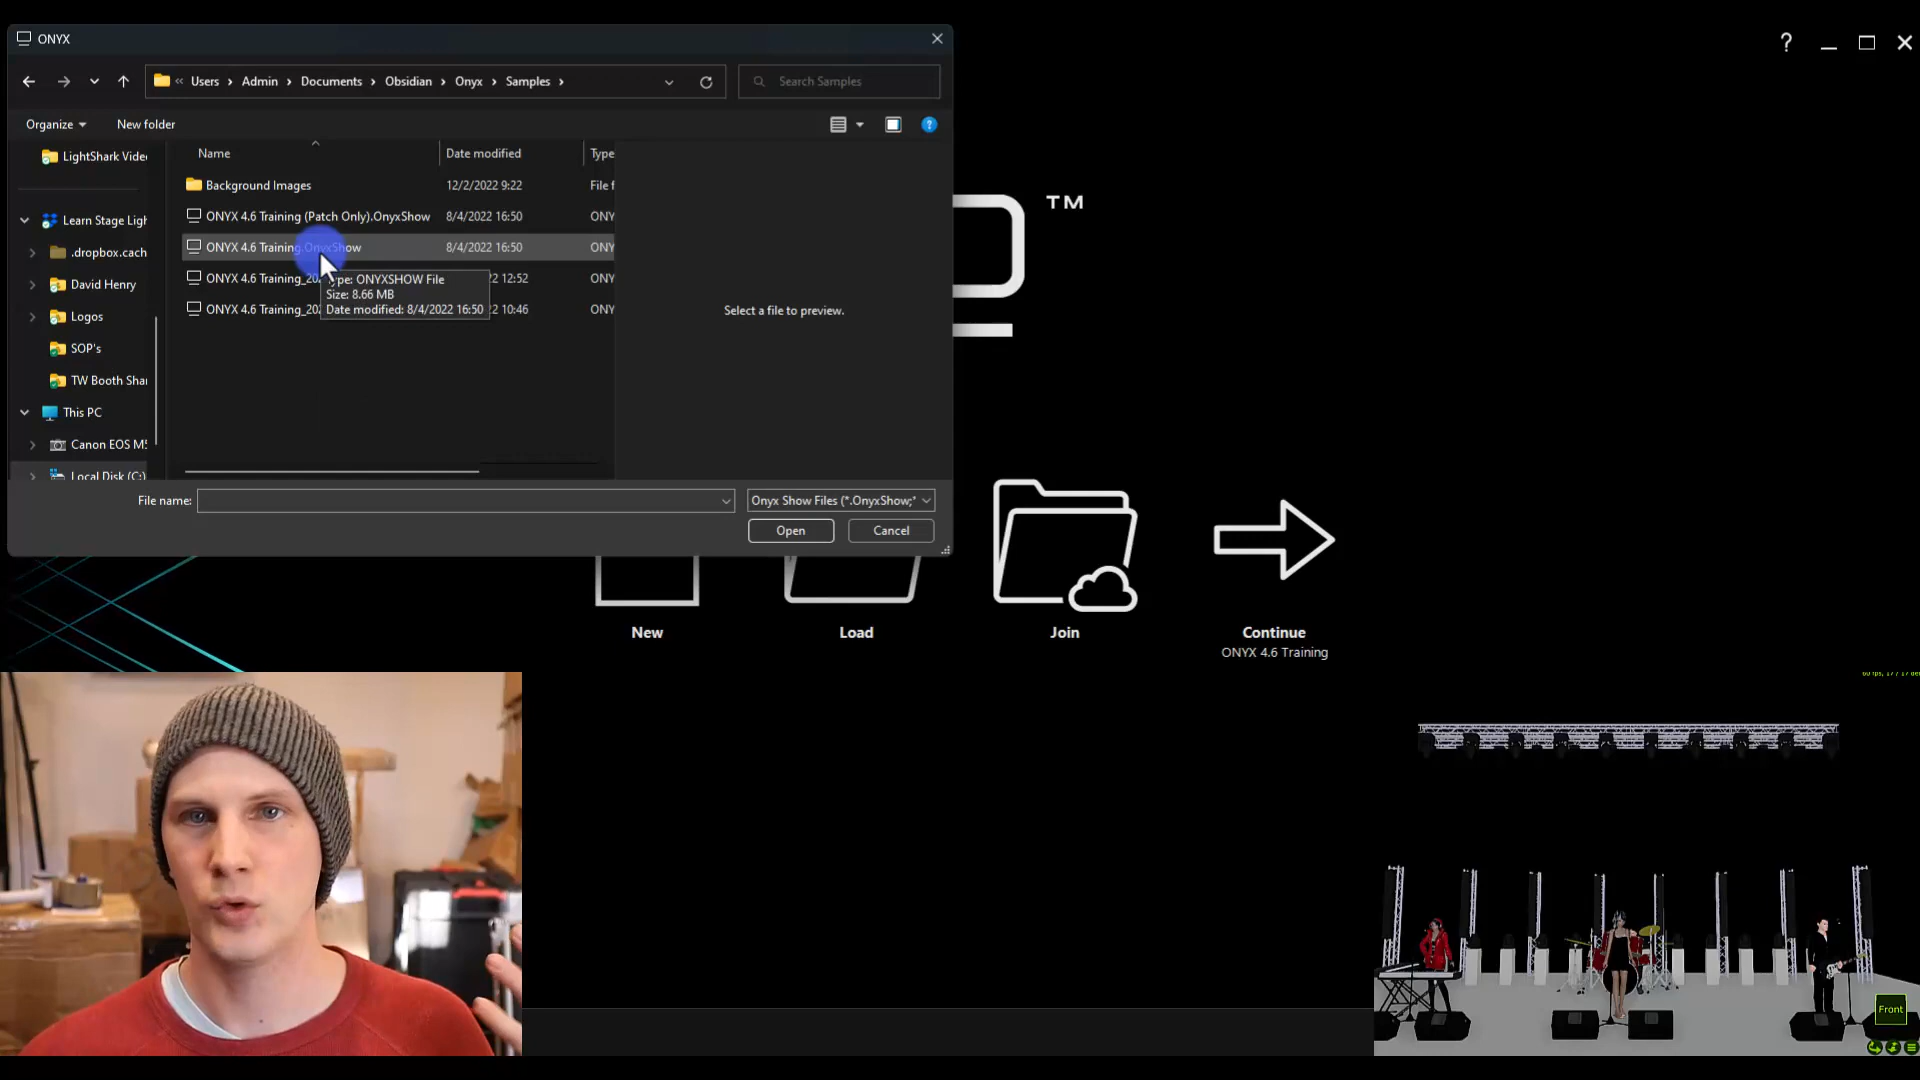 ONYX
« Users › Admin › Documents › Obsidian › Onyx › Samples ›
Search Samples
Organize
New folder
Name
Date modified
Type
LightShark Vide
Background Images
12/2/2022 9:22
File f
ONYX 4.6 Training (Patch Only).OnyxShow
8/4/2022 16:50
ONY
Learn Stage Ligh
ONYX 4.6 Training.OnyxShow
8/4/2022 16:50
ONY
.dropbox.cach
ONYX 4.6 Training_20
2 12:52
ONY
Type: ONYXSHOW File
Size: 8.66 MB
Date modified: 8/4/2022 16:50
David Henry
ONYX 4.6 Training_20
2 10:46
ONY
Logos
SOP's
TW Booth Shar
This PC
Canon EOS M5
Local Disk (C:)
Select a file to preview.
File name:
Onyx Show Files (*.OnyxShow;*
Open
Cancel
TM
?
New
Load
Join
Continue
ONYX 4.6 Training
Front